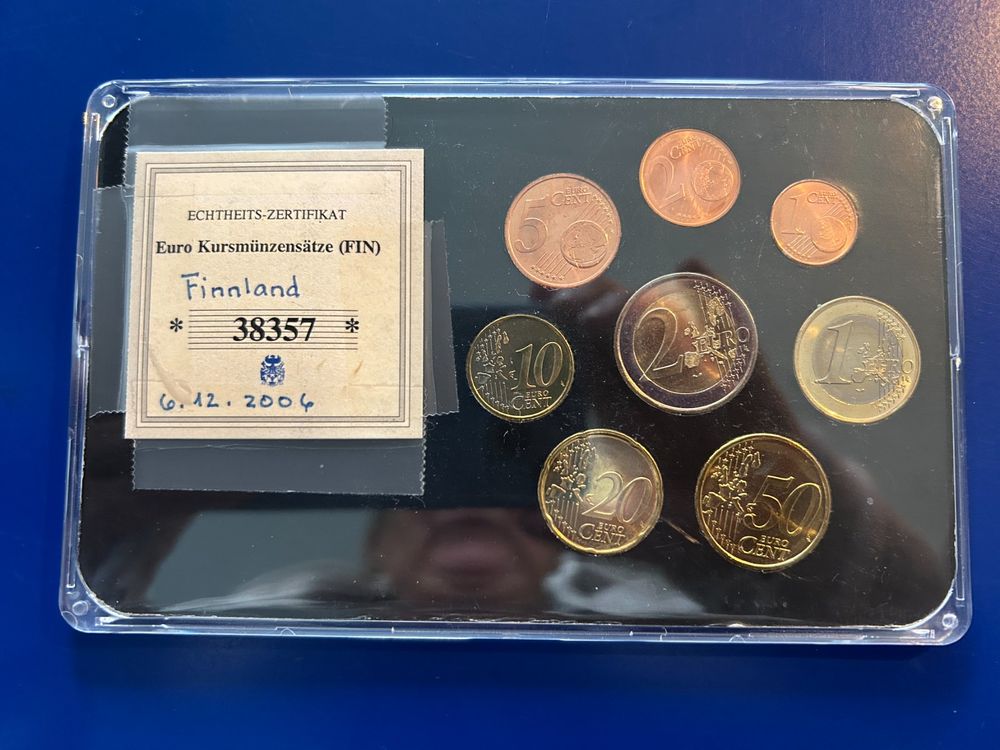 ECHTHEITS-ZERTIFIKAT
Euro Kursmünzensätze (FIN)
Finnland
* 38357 *
6.12.2006
5 EURO CENT
2 EURO CENT
1 EURO CENT
10 EURO CENT
2 EURO
1 EURO
20 EURO CENT
50 EURO CENT